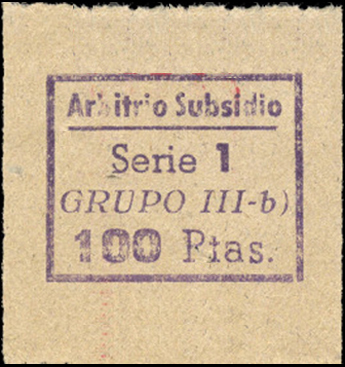 Arbitrio Subsidio
Serie 1
GRUPO III-b)
100 Ptas.